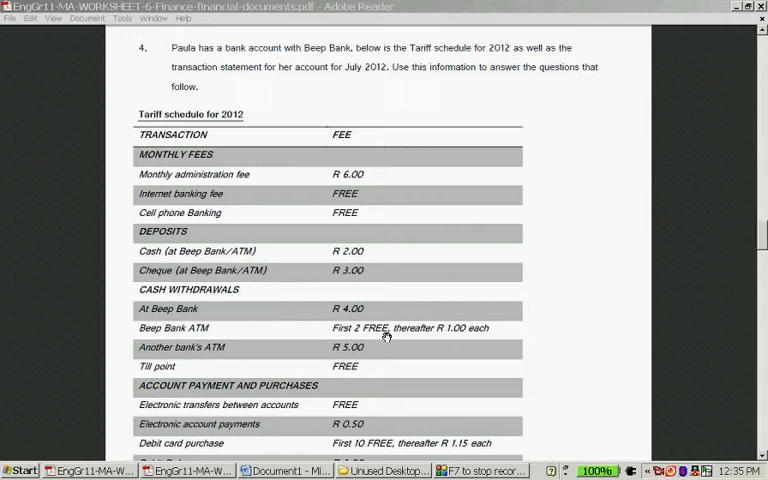 EngGr11-MA-WORKSHEET-6-Finance-financial-documents.pdf - Adobe Reader
File Edit View Document Tools Window Help
4. Paula has a bank account with Beep Bank, below is the Tariff schedule for 2012 as well as the
transaction statement for her account for July 2012. Use this information to answer the questions that
follow.
Tariff schedule for 2012
TRANSACTION FEE
MONTHLY FEES
Monthly administration fee R 6.00
Internet banking fee FREE
Cell phone Banking FREE
DEPOSITS
Cash (at Beep Bank/ATM) R 2.00
Cheque (at Beep Bank/ATM) R 3.00
CASH WITHDRAWALS
At Beep Bank R 4.00
Beep Bank ATM First 2 FREE, thereafter R 1.00 each
Another bank's ATM R 5.00
Till point FREE
ACCOUNT PAYMENT AND PURCHASES
Electronic transfers between accounts FREE
Electronic account payments R 0.50
Debit card purchase First 10 FREE, thereafter R 1.15 each
Start EngGr11-MA-W... EngGr11-MA-W... Document1 - Mi... Unused Desktop... F7 to stop recor... 100% 12:35 PM